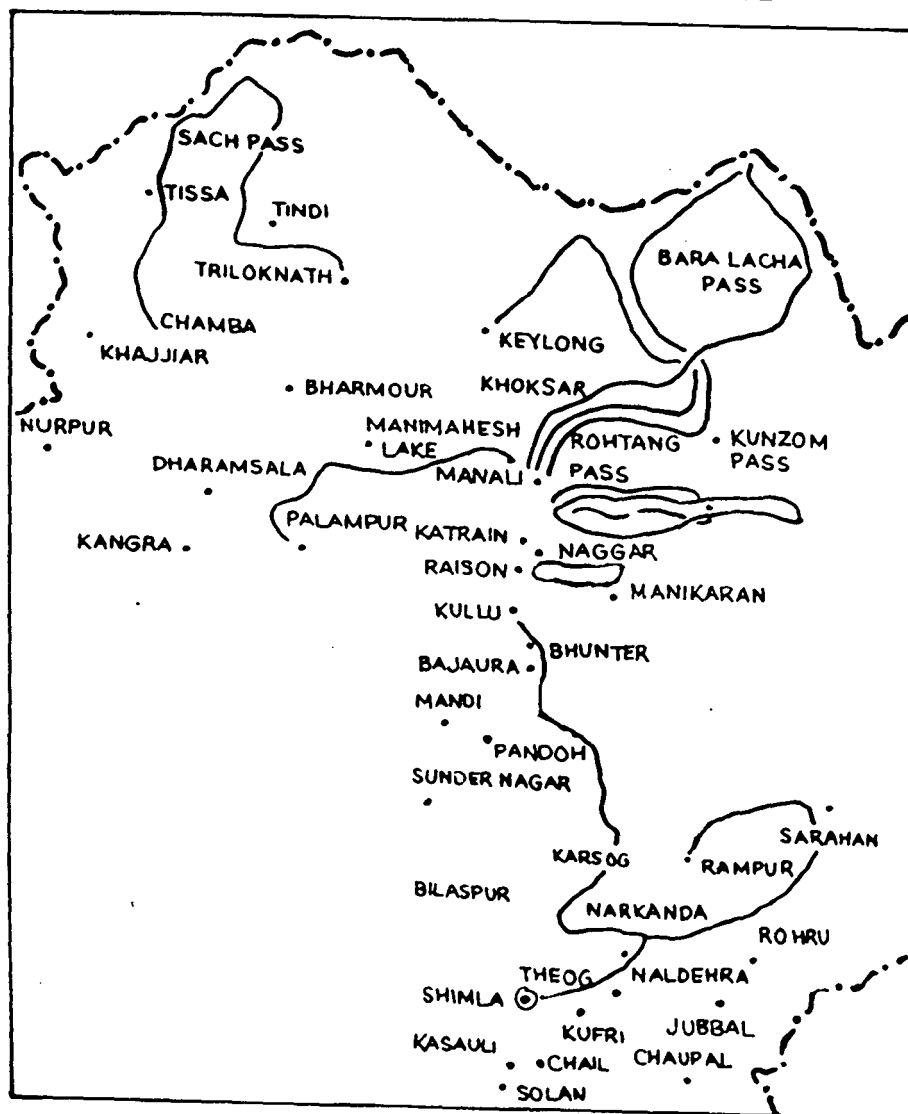 SACH PASS
TISSA
TINDI
TRILOKNATH
BARA LACHA
PASS
CHAMBA
KHAJJIAR
KEYLONG
BHARMOUR
KHOKSAR
NURPUR
MANIMAHESH
LAKE
ROHTANG
PASS
KUNZOM
PASS
DHARAMSALA
MANALI
PALAMPUR
KATRAIN
KANGRA
NAGGAR
RAISON
MANIKARAN
KULLU
BHUNTER
BAJAURA
MANDI
PANDOH
SUNDER NAGAR
SARAHAN
KARSOG
RAMPUR
BILASPUR
NARKANDA
ROHRU
THEOG
NALDEHRA
SHIMLA
KUFRI
JUBBAL
KASAULI
CHAIL
CHAUPAL
SOLAN